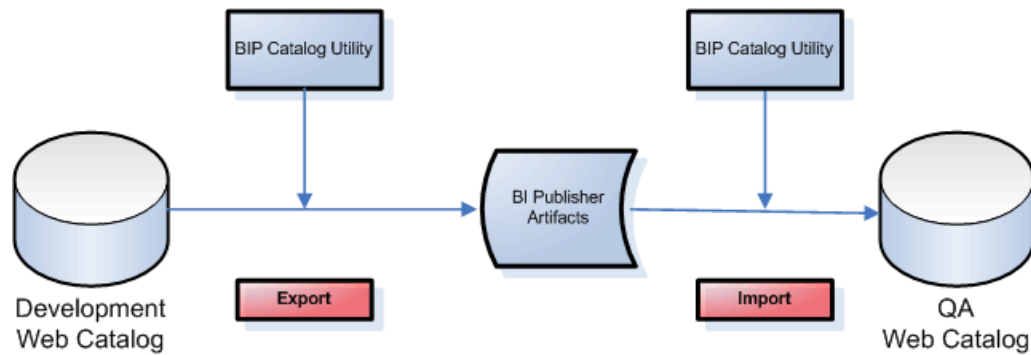 BIP Catalog Utility
BIP Catalog Utility
BI Publisher
Artifacts
Export
Import
Development
Web Catalog
QA
Web Catalog